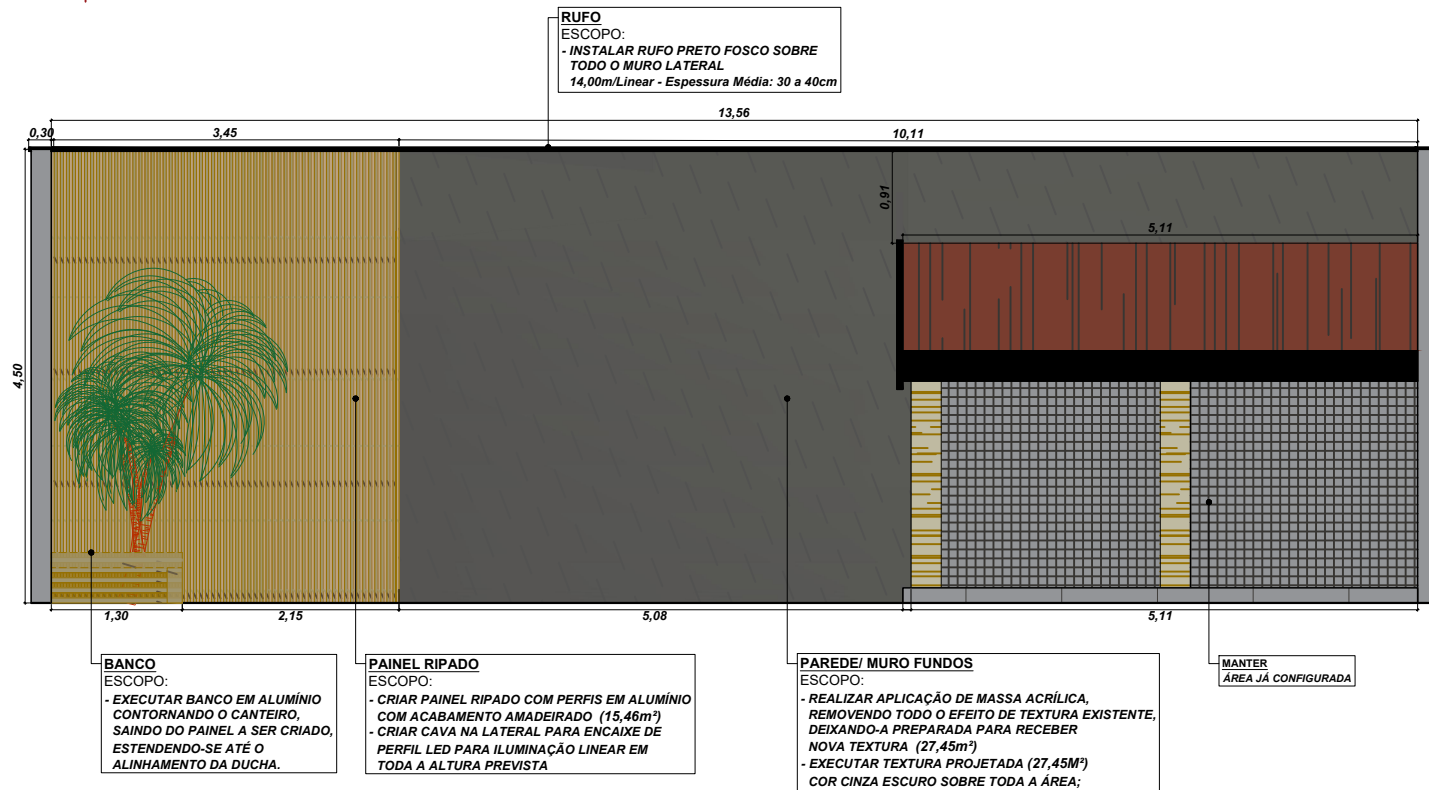 RUFO
ESCOPO:
- INSTALAR RUFO PRETO FOSCO SOBRE
TODO O MURO LATERAL
14,00m/Linear - Espessura Média: 30 a 40cm
13,56
0,30
3,45
10,11
0,91
5,11
4,50
1,30
2,15
5,08
5,11
BANCO
ESCOPO:
- EXECUTAR BANCO EM ALUMÍNIO
CONTORNANDO O CANTEIRO,
SAINDO DO PAINEL A SER CRIADO,
ESTENDENDO-SE ATÉ O
ALINHAMENTO DA DUCHA.
PAINEL RIPADO
ESCOPO:
- CRIAR PAINEL RIPADO COM PERFIS EM ALUMÍNIO
COM ACABAMENTO AMADEIRADO (15,46m²)
- CRIAR CAVA NA LATERAL PARA ENCAIXE DE
PERFIL LED PARA ILUMINAÇÃO LINEAR EM
TODA A ALTURA PREVISTA
PAREDE/ MURO FUNDOS
ESCOPO:
- REALIZAR APLICAÇÃO DE MASSA ACRÍLICA,
REMOVENDO TODO O EFEITO DE TEXTURA EXISTENTE,
DEIXANDO-A PREPARADA PARA RECEBER
NOVA TEXTURA (27,45m²)
- EXECUTAR TEXTURA PROJETADA (27,45M²)
COR CINZA ESCURO SOBRE TODA A ÁREA;
MANTER
ÁREA JÁ CONFIGURADA